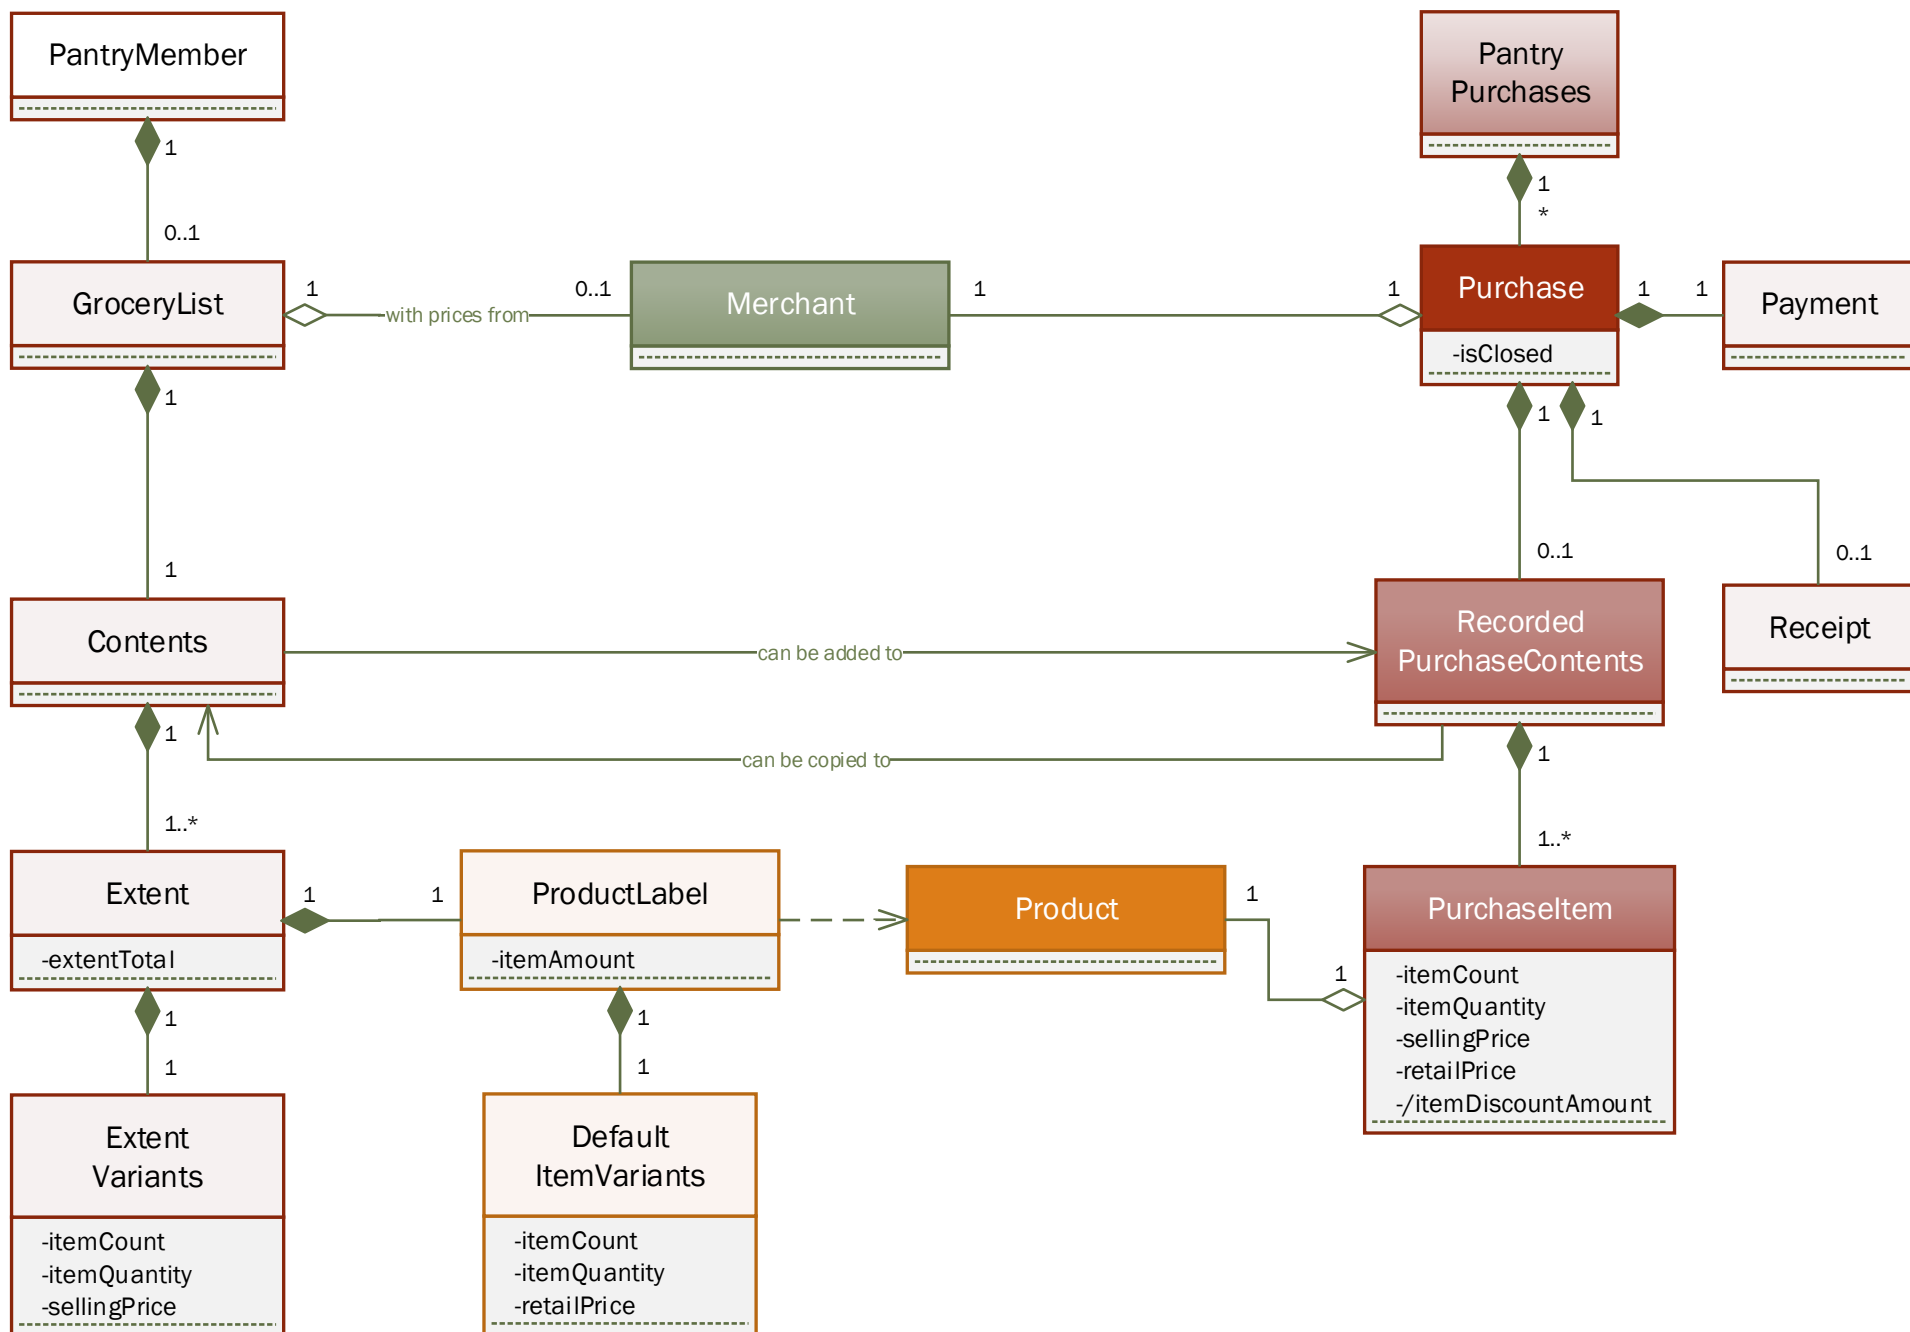 PantryMember
1
0..1
Pantry
Purchases
1
*
GroceryList
1
with prices from
0..1
Merchant
1
1
Purchase
-isClosed
1
1
Payment
1
1
1
1
0..1
0..1
Contents
can be added to
Recorded
PurchaseContents
Receipt
1
can be copied to
1
1..*
1..*
Extent
-extentTotal
1
1
ProductLabel
-itemAmount
Product
1
1
PurchaseItem
-itemCount
-itemQuantity
-sellingPrice
-retailPrice
-/itemDiscountAmount
1
1
1
1
Extent
Variants
-itemCount
-itemQuantity
-sellingPrice
Default
ItemVariants
-itemCount
-itemQuantity
-retailPrice